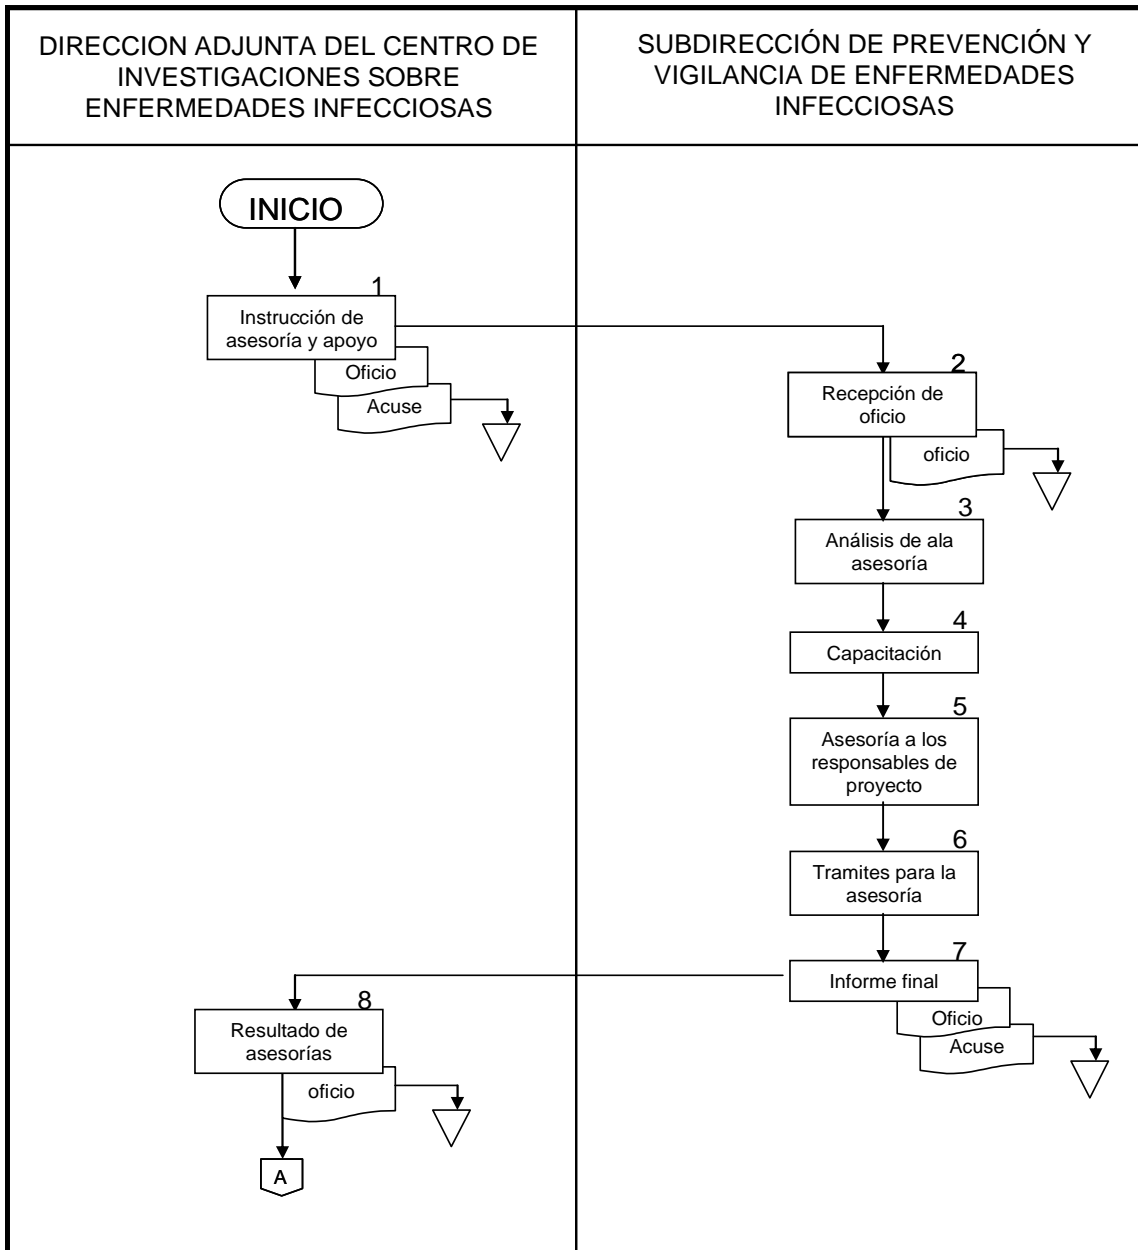 DIRECCION ADJUNTA DEL CENTRO DE
INVESTIGACIONES SOBRE
ENFERMEDADES INFECCIOSAS
SUBDIRECCIÓN DE PREVENCIÓN Y
VIGILANCIA DE ENFERMEDADES
INFECCIOSAS
INICIO
1
Instrucción de
asesoría y apoyo
Oficio
Acuse
2
Recepción de
oficio
oficio
3
Análisis de ala
asesoría
4
Capacitación
5
Asesoría a los
responsables de
proyecto
6
Tramites para la
asesoría
7
Informe final
Oficio
Acuse
8
Resultado de
asesorías
oficio
A